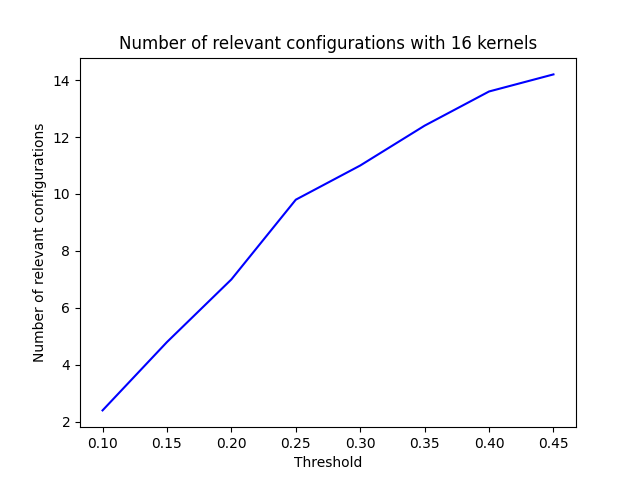 Number of relevant configurations with 16 kernels
Number of relevant configurations
14
12
10
8
6
4
2
0.10 0.15 0.20 0.25 0.30 0.35 0.40 0.45
Threshold